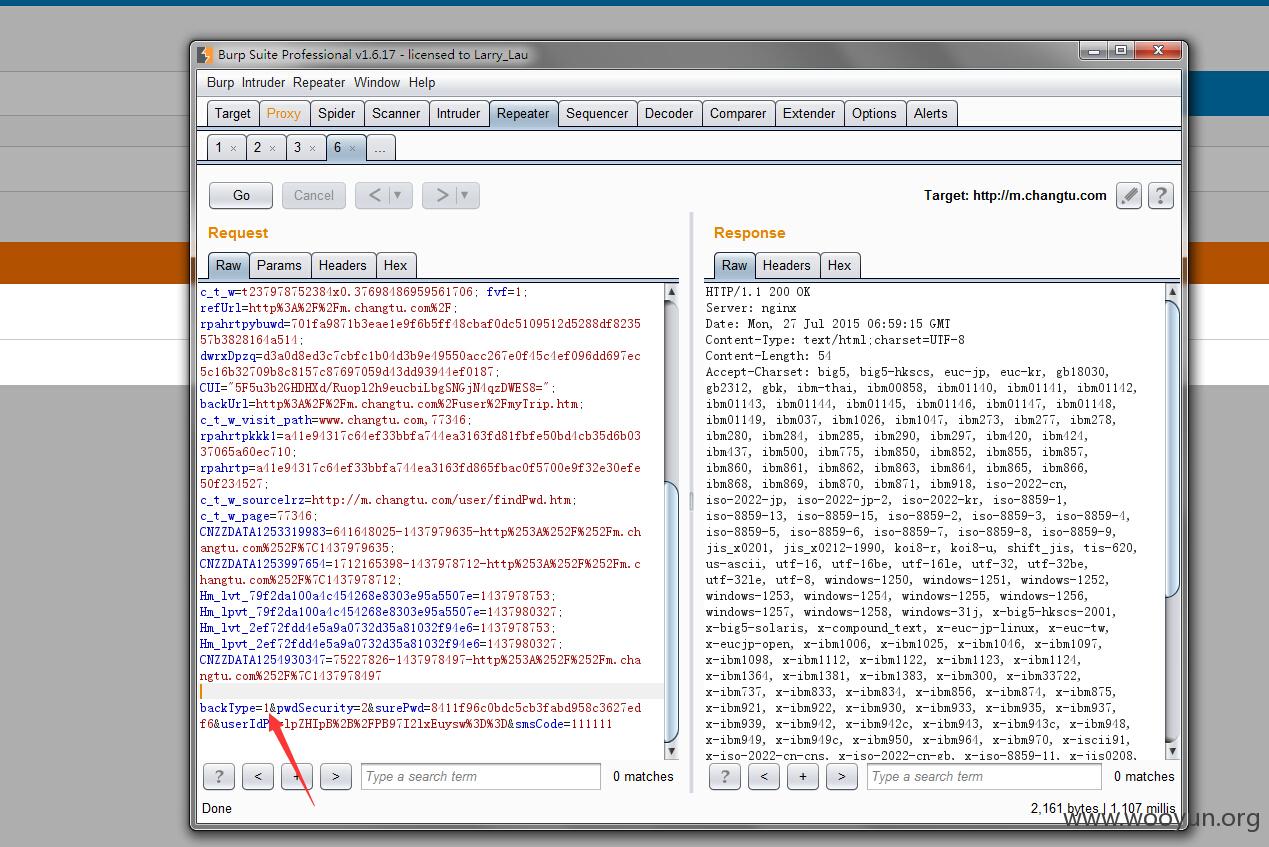 Burp Suite Professional v1.6.17 - licensed to Larry_Lau
Burp Intruder Repeater Window Help
Target Proxy Spider Scanner Intruder Repeater Sequencer Decoder Comparer Extender Options Alerts
1 × 2 × 3 × 6 × ...
Go Cancel < > Target: http://m.changtu.com ?
Request
Raw Params Headers Hex
c_t_w=t237978752384x0.37698486959561706; fvf=1;
refUrl=http%3A%2F%2Fm.changtu.com%2F;
rpahrtpybuwd=701fa9871b3eae1e9f6b5ff48cbaf0dc5109512d5288df8235
57b3828164a514;
dwrxDpzq=d3a0d8ed3c7cbfc1b04d3b9e49550acc267e0f45c4ef096dd697ec
5c16b32709b8c8157c87697059d43dd93944ef0187;
CUI="5F5u3b2GHDHXd/Ruopl2h9eucbiLbgSNGjN4qzDWES8=";
backUrl=http%3A%2F%2Fm.changtu.com%2Fuser%2FmyTrip.htm;
c_t_w_visit_path=www.changtu.com,77346;
rpahrtpkkk1=a41e94317c64ef33bbfa744ea3163fd81fbfe50bd4cb35d6b03
37065a60ec710;
rpahrtp=a41e94317c64ef33bbfa744ea3163fd865fbac0f5700e9f32e30efe
50f234527;
c_t_w_sourcelrz=http://m.changtu.com/user/findPwd.htm;
c_t_w_page=77346;
CNZZDATA1253319983=641648025-1437979635-http%253A%252F%252Fm.ch
angtu.com%252F%7C1437979635;
CNZZDATA1253997654=1712165398-1437978712-http%253A%252F%252Fm.c
hangtu.com%252F%7C1437978712;
Hm_lvt_79f2da100a4c454268e8303e95a5507e=1437978753;
Hm_lpvt_79f2da100a4c454268e8303e95a5507e=1437980327;
Hm_lvt_2ef72fdd4e5a9a0732d35a81032f94e6=1437978753;
Hm_lpvt_2ef72fdd4e5a9a0732d35a81032f94e6=1437980327;
CNZZDATA1254930347=75227826-1437978497-http%253A%252F%252Fm.cha
ngtu.com%252F%7C1437978497
backType=1&pwdSecurity=2&surePwd=8411f96c0bdc5cb3fabd958c3627ed
f6&userIdP lpZHIpB%2B%2FPB97I2lxEuysw%3D%3D&smsCode=111111
? < + > Type a search term 0 matches
Response
Raw Headers Hex
HTTP/1.1 200 OK
Server: nginx
Date: Mon, 27 Jul 2015 06:59:15 GMT
Content-Type: text/html;charset=UTF-8
Content-Length: 54
Accept-Charset: big5, big5-hkscs, euc-jp, euc-kr, gb18030,
gb2312, gbk, ibm-thai, ibm00858, ibm01140, ibm01141, ibm01142,
ibm01143, ibm01144, ibm01145, ibm01146, ibm01147, ibm01148,
ibm01149, ibm037, ibm1026, ibm1047, ibm273, ibm277, ibm278,
ibm280, ibm284, ibm285, ibm290, ibm297, ibm420, ibm424,
ibm437, ibm500, ibm775, ibm850, ibm852, ibm855, ibm857,
ibm860, ibm861, ibm862, ibm863, ibm864, ibm865, ibm866,
ibm868, ibm869, ibm870, ibm871, ibm918, iso-2022-cn,
iso-2022-jp, iso-2022-jp-2, iso-2022-kr, iso-8859-1,
iso-8859-13, iso-8859-15, iso-8859-2, iso-8859-3, iso-8859-4,
iso-8859-5, iso-8859-6, iso-8859-7, iso-8859-8, iso-8859-9,
jis_x0201, jis_x0212-1990, koi8-r, koi8-u, shift_jis, tis-620,
us-ascii, utf-16, utf-16be, utf-16le, utf-32, utf-32be,
utf-32le, utf-8, windows-1250, windows-1251, windows-1252,
windows-1253, windows-1254, windows-1255, windows-1256,
windows-1257, windows-1258, windows-31j, x-big5-hkscs-2001,
x-big5-solaris, x-compound_text, x-euc-jp-linux, x-euc-tw,
x-eucjp-open, x-ibm1006, x-ibm1025, x-ibm1046, x-ibm1097,
x-ibm1098, x-ibm1112, x-ibm1122, x-ibm1123, x-ibm1124,
x-ibm1364, x-ibm1381, x-ibm1383, x-ibm300, x-ibm33722,
x-ibm737, x-ibm833, x-ibm834, x-ibm856, x-ibm874, x-ibm875,
x-ibm921, x-ibm922, x-ibm930, x-ibm933, x-ibm935, x-ibm937,
x-ibm939, x-ibm942, x-ibm942c, x-ibm943, x-ibm943c, x-ibm948,
x-ibm949, x-ibm949c, x-ibm950, x-ibm964, x-ibm970, x-iscii91,
x-iso-2022-cn-cns, x-iso-2022-cn-gb, x-iso-8859-11, x-jis0208,
? < + > Type a search term 0 matches
Done 2,161 bytes | 1,107 millis
www.wooyun.org